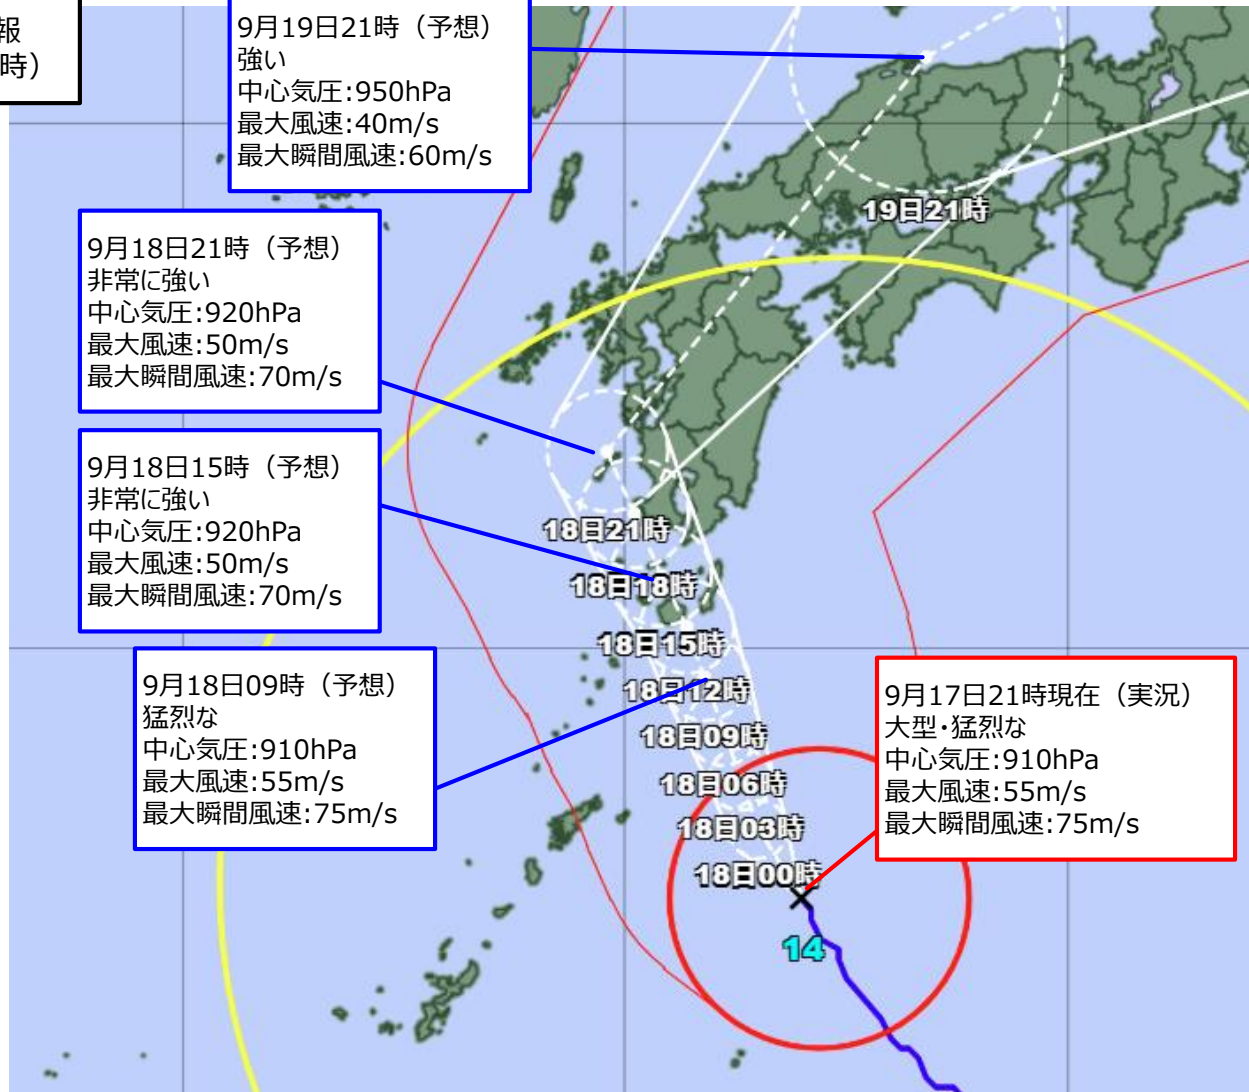 報
時）
9月19日21時（予想）
強い
中心気圧:950hPa
最大風速:40m/s
最大瞬間風速:60m/s
19日21時
9月18日21時（予想）
非常に強い
中心気圧:920hPa
最大風速:50m/s
最大瞬間風速:70m/s
9月18日15時（予想）
非常に強い
中心気圧:920hPa
最大風速:50m/s
最大瞬間風速:70m/s
18日21時
18日18時
18日15時
18日12時
18日09時
18日06時
18日03時
18日00時
9月18日09時（予想）
猛烈な
中心気圧:910hPa
最大風速:55m/s
最大瞬間風速:75m/s
9月17日21時現在（実況）
大型・猛烈な
中心気圧:910hPa
最大風速:55m/s
最大瞬間風速:75m/s
14